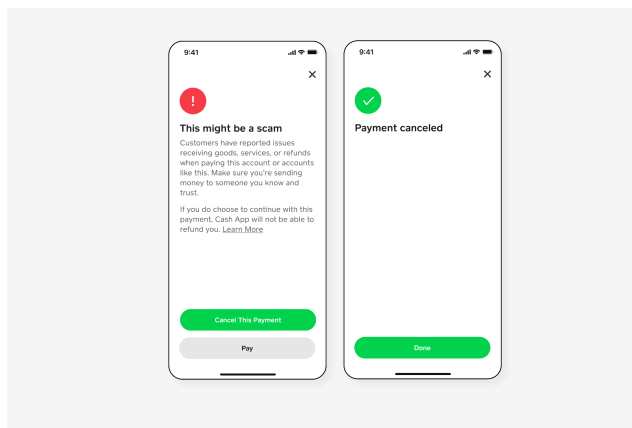 9:41
This might be a scam
Customers have reported issues
receiving goods, services, or refunds
when paying this account or accounts
like this. Make sure you're sending
money to someone you know and
trust.
If you do choose to continue with this
payment, Cash App will not be able to
refund you. Learn More
Cancel This Payment
Pay
9:41
Payment canceled
Done